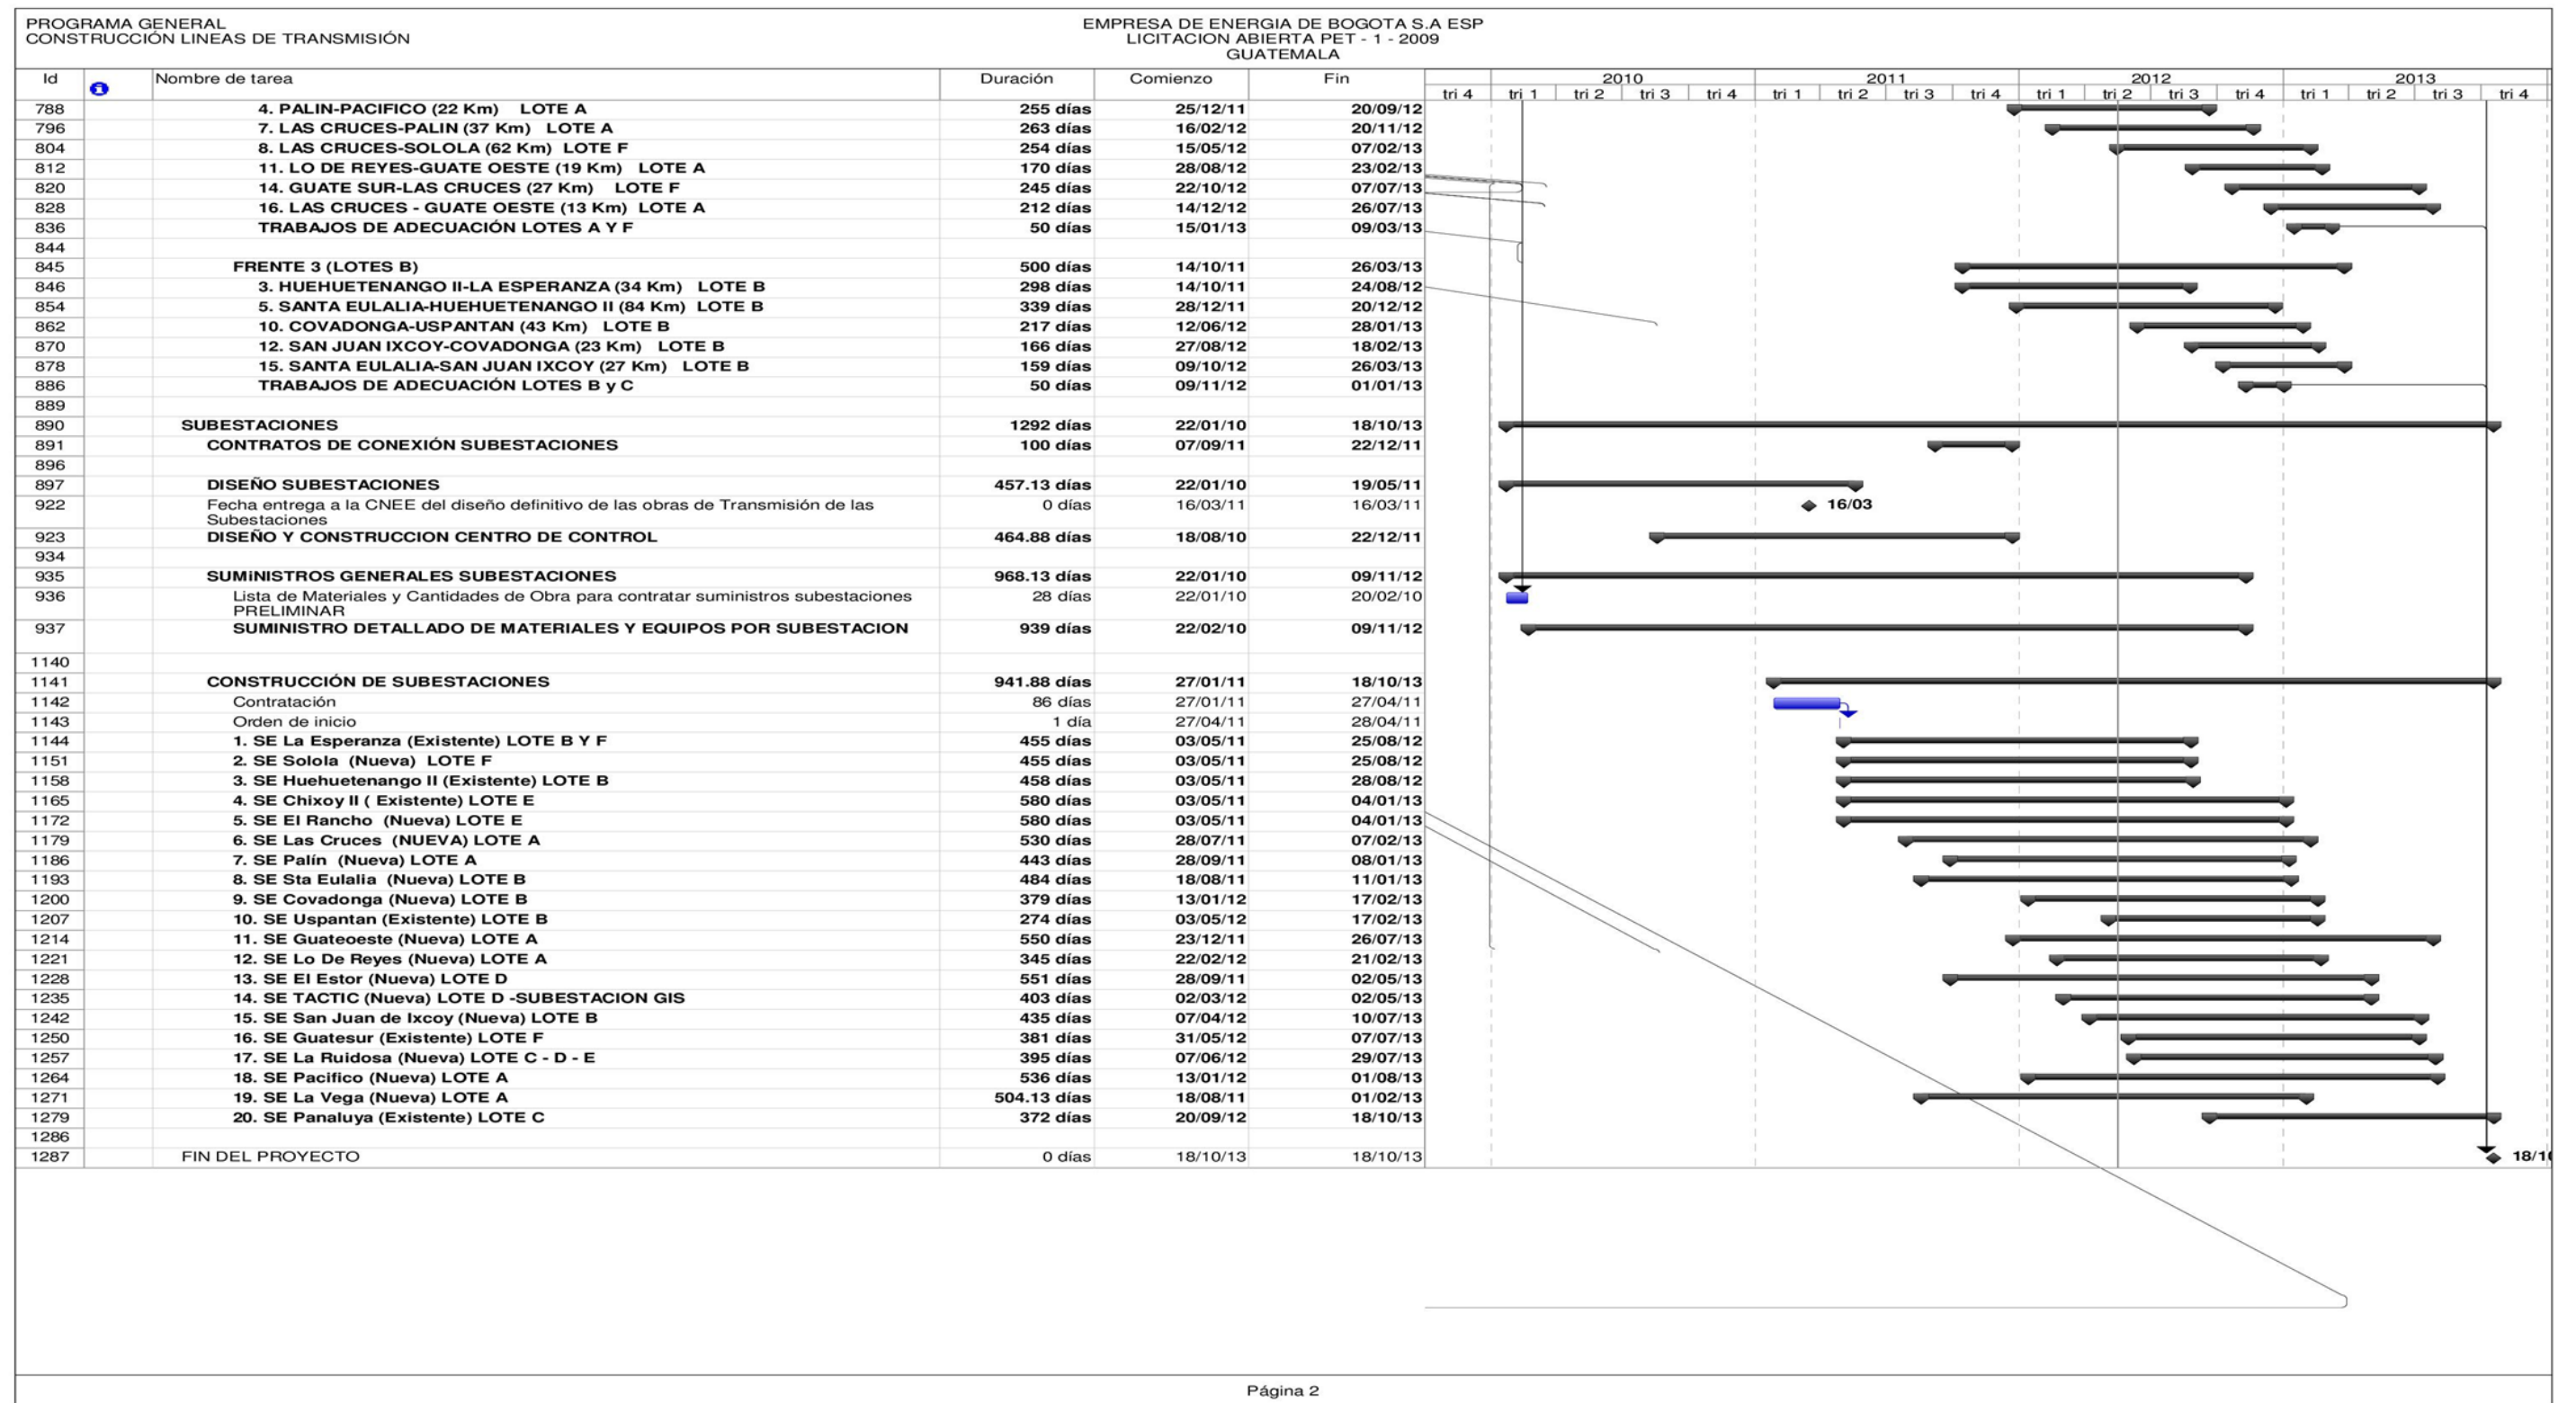 PROGRAMA GENERAL
CONSTRUCCIÓN LINEAS DE TRANSMISIÓN
EMPRESA DE ENERGIA DE BOGOTA S.A ESP
LICITACION ABIERTA PET - 1 - 2009
GUATEMALA
Id Nombre de tarea Duración Comienzo Fin 2010 2011 2012 2013
tri 4 tri 1 tri 2 tri 3 tri 4 tri 1 tri 2 tri 3 tri 4 tri 1 tri 2 tri 3 tri 4 tri 1 tri 2 tri 3 tri 4
788 4. PALIN-PACIFICO (22 Km) LOTE A 255 días 25/12/11 20/09/12
796 7. LAS CRUCES-PALIN (37 Km) LOTE A 263 días 16/02/12 20/11/12
804 8. LAS CRUCES-SOLOLA (62 Km) LOTE F 254 días 15/05/12 07/02/13
812 11. LO DE REYES-GUATE OESTE (19 Km) LOTE A 170 días 28/08/12 23/02/13
820 14. GUATE SUR-LAS CRUCES (27 Km) LOTE F 245 días 22/10/12 07/07/13
828 16. LAS CRUCES - GUATE OESTE (13 Km) LOTE A 212 días 14/12/12 26/07/13
836 TRABAJOS DE ADECUACIÓN LOTES A Y F 50 días 15/01/13 09/03/13
844
845 FRENTE 3 (LOTES B) 500 días 14/10/11 26/03/13
846 3. HUEHUETENANGO II-LA ESPERANZA (34 Km) LOTE B 298 días 14/10/11 24/08/12
854 5. SANTA EULALIA-HUEHUETENANGO II (84 Km) LOTE B 339 días 28/12/11 20/12/12
862 10. COVADONGA-USPANTAN (43 Km) LOTE B 217 días 12/06/12 28/01/13
870 12. SAN JUAN IXCOY-COVADONGA (23 Km) LOTE B 166 días 27/08/12 18/02/13
878 15. SANTA EULALIA-SAN JUAN IXCOY (27 Km) LOTE B 159 días 09/10/12 26/03/13
886 TRABAJOS DE ADECUACIÓN LOTES B y C 50 días 09/11/12 01/01/13
889
890 SUBESTACIONES 1292 días 22/01/10 18/10/13
891 CONTRATOS DE CONEXIÓN SUBESTACIONES 100 días 07/09/11 22/12/11
896
897 DISEÑO SUBESTACIONES 457.13 días 22/01/10 19/05/11
922 Fecha entrega a la CNEE del diseño definitivo de las obras de Transmisión de las 0 días 16/03/11 16/03/11 16/03
Subestaciones
923 DISEÑO Y CONSTRUCCION CENTRO DE CONTROL 464.88 días 18/08/10 22/12/11
934
935 SUMiNISTROS GENERALES SUBESTACIONES 968.13 días 22/01/10 09/11/12
936 Lista de Materiales y Cantidades de Obra para contratar suministros subestaciones 28 días 22/01/10 20/02/10
PRELIMINAR
937 SUMINISTRO DETALLADO DE MATERIALES Y EQUIPOS POR SUBESTACION 939 días 22/02/10 09/11/12
1140
1141 CONSTRUCCIÓN DE SUBESTACIONES 941.88 días 27/01/11 18/10/13
1142 Contratación 86 días 27/01/11 27/04/11
1143 Orden de inicio 1 día 27/04/11 28/04/11
1144 1. SE La Esperanza (Existente) LOTE B Y F 455 días 03/05/11 25/08/12
1151 2. SE Solola (Nueva) LOTE F 455 días 03/05/11 25/08/12
1158 3. SE Huehuetenango II (Existente) LOTE B 458 días 03/05/11 28/08/12
1165 4. SE Chixoy II ( Existente) LOTE E 580 días 03/05/11 04/01/13
1172 5. SE El Rancho (Nueva) LOTE E 580 días 03/05/11 04/01/13
1179 6. SE Las Cruces (NUEVA) LOTE A 530 días 28/07/11 07/02/13
1186 7. SE Palín (Nueva) LOTE A 443 días 28/09/11 08/01/13
1193 8. SE Sta Eulalia (Nueva) LOTE B 484 días 18/08/11 11/01/13
1200 9. SE Covadonga (Nueva) LOTE B 379 días 13/01/12 17/02/13
1207 10. SE Uspantan (Existente) LOTE B 274 días 03/05/12 17/02/13
1214 11. SE Guateoeste (Nueva) LOTE A 550 días 23/12/11 26/07/13
1221 12. SE Lo De Reyes (Nueva) LOTE A 345 días 22/02/12 21/02/13
1228 13. SE El Estor (Nueva) LOTE D 551 días 28/09/11 02/05/13
1235 14. SE TACTIC (Nueva) LOTE D -SUBESTACION GIS 403 días 02/03/12 02/05/13
1242 15. SE San Juan de Ixcoy (Nueva) LOTE B 435 días 07/04/12 10/07/13
1250 16. SE Guatesur (Existente) LOTE F 381 días 31/05/12 07/07/13
1257 17. SE La Ruidosa (Nueva) LOTE C - D - E 395 días 07/06/12 29/07/13
1264 18. SE Pacifico (Nueva) LOTE A 536 días 13/01/12 01/08/13
1271 19. SE La Vega (Nueva) LOTE A 504.13 días 18/08/11 01/02/13
1279 20. SE Panaluya (Existente) LOTE C 372 días 20/09/12 18/10/13
1286
1287 FIN DEL PROYECTO 0 días 18/10/13 18/10/13
Página 2